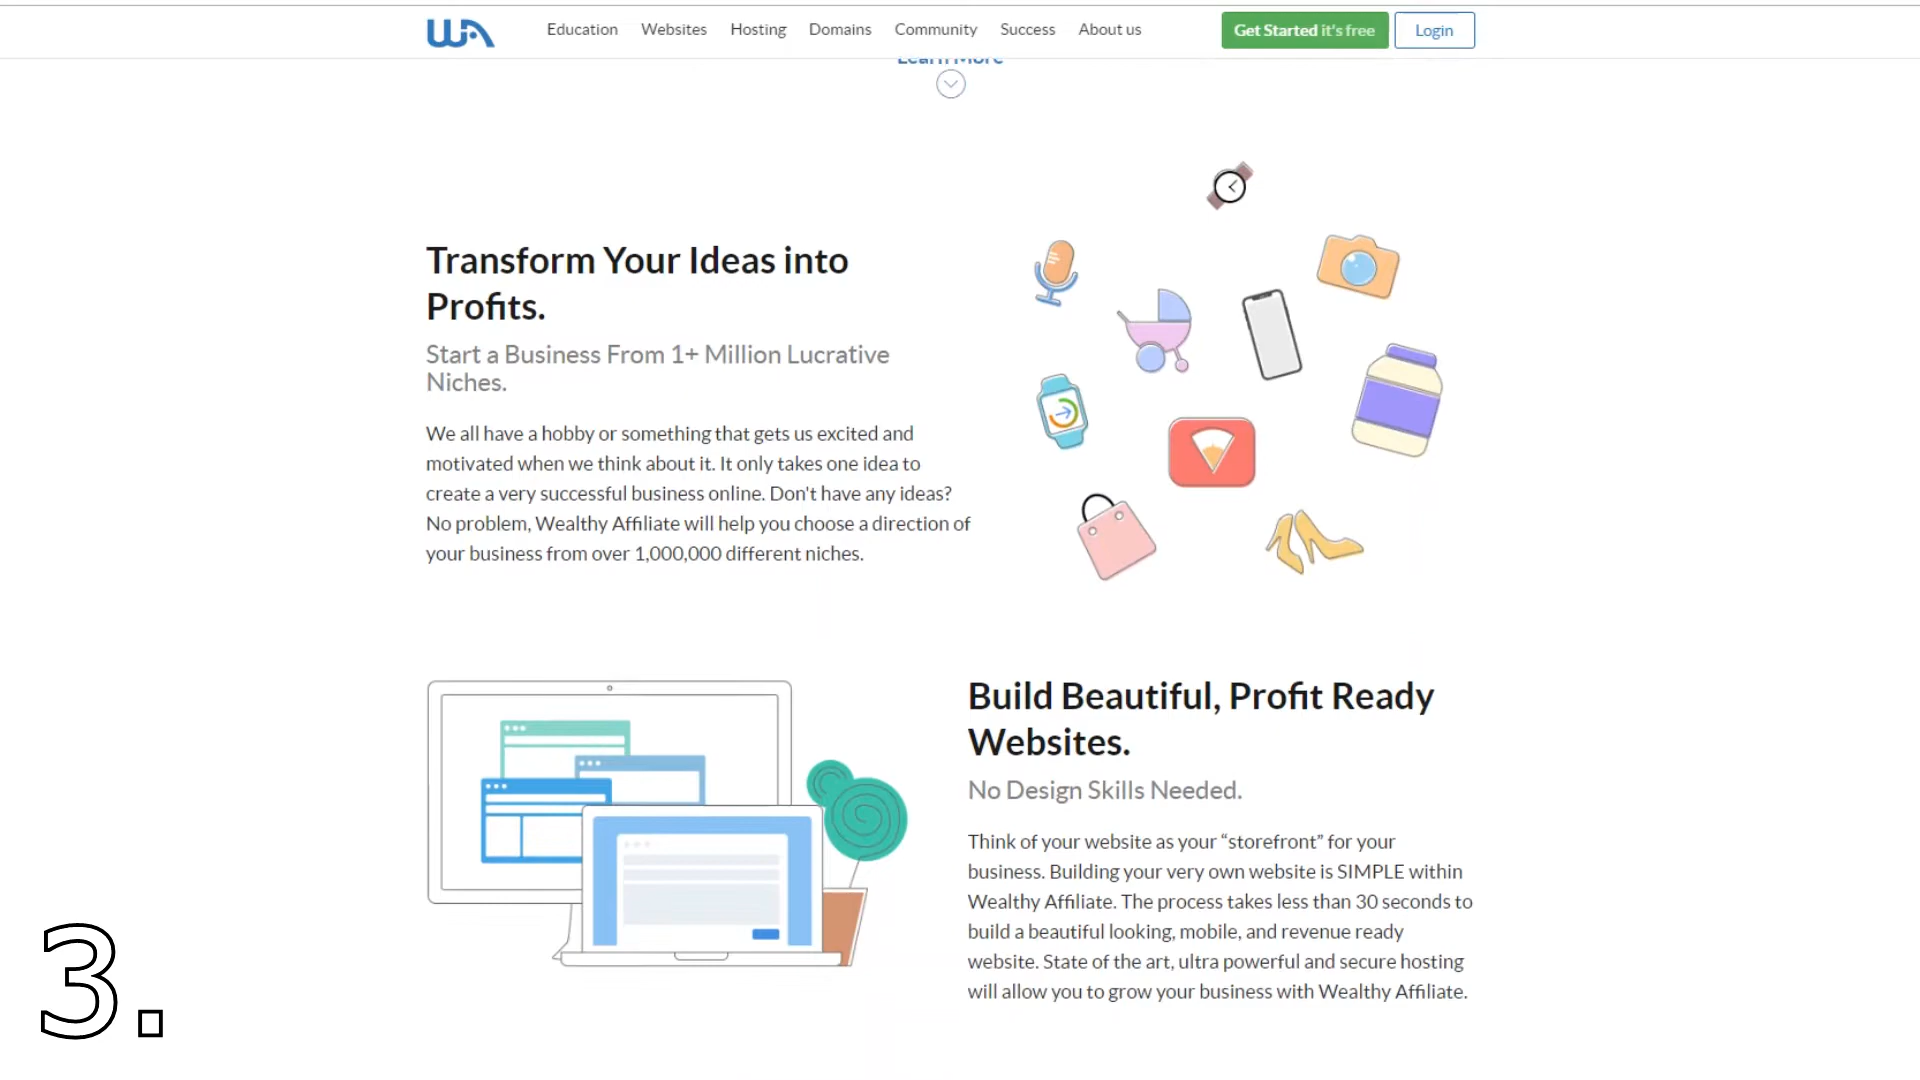 WA Education Websites Hosting Domains Community Success About us Get Started it's free Login
Learn More
Transform Your Ideas into
Profits.
Start a Business From 1+ Million Lucrative
Niches.
We all have a hobby or something that gets us excited and
motivated when we think about it. It only takes one idea to
create a very successful business online. Don't have any ideas?
No problem, Wealthy Affiliate will help you choose a direction of
your business from over 1,000,000 different niches.
Build Beautiful, Profit Ready
Websites.
No Design Skills Needed.
Think of your website as your “storefront” for your
business. Building your very own website is SIMPLE within
Wealthy Affiliate. The process takes less than 30 seconds to
build a beautiful looking, mobile, and revenue ready
website. State of the art, ultra powerful and secure hosting
will allow you to grow your business with Wealthy Affiliate.
3.